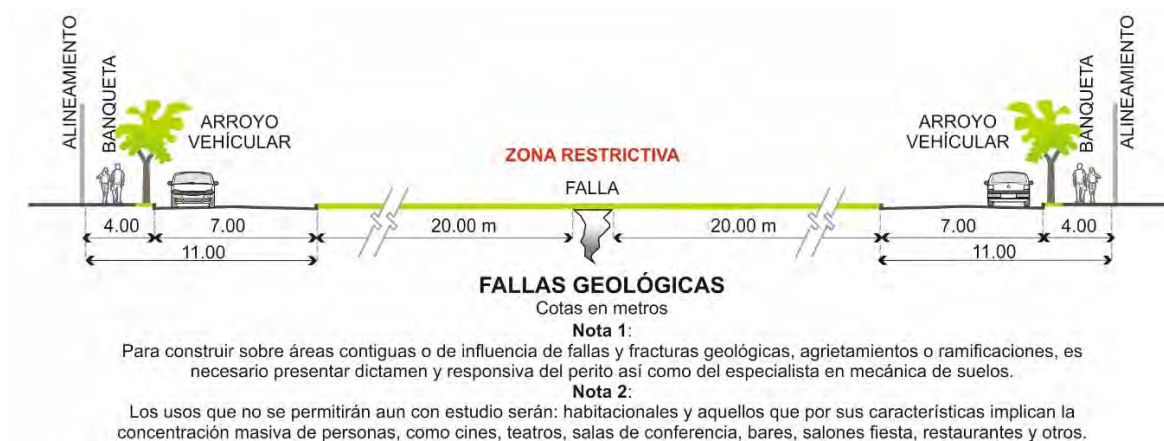 ALINEAMIENTO
BANQUETA
ARROYO
VEHÍCULAR
ZONA RESTRICTIVA
FALLA
ARROYO
VEHÍCULAR
BANQUETA
ALINEAMIENTO
4.00
7.00
20.00 m
20.00 m
7.00
4.00
11.00
11.00
FALLAS GEOLÓGICAS
Cotas en metros
Nota 1:
Para construir sobre áreas contiguas o de influencia de fallas y fracturas geológicas, agrietamientos o ramificaciones, es
necesario presentar dictamen y responsiva del perito así como del especialista en mecánica de suelos.
Nota 2:
Los usos que no se permitirán aun con estudio serán: habitacionales y aquellos que por sus características implican la
concentración masiva de personas, como cines, teatros, salas de conferencia, bares, salones fiesta, restaurantes y otros.